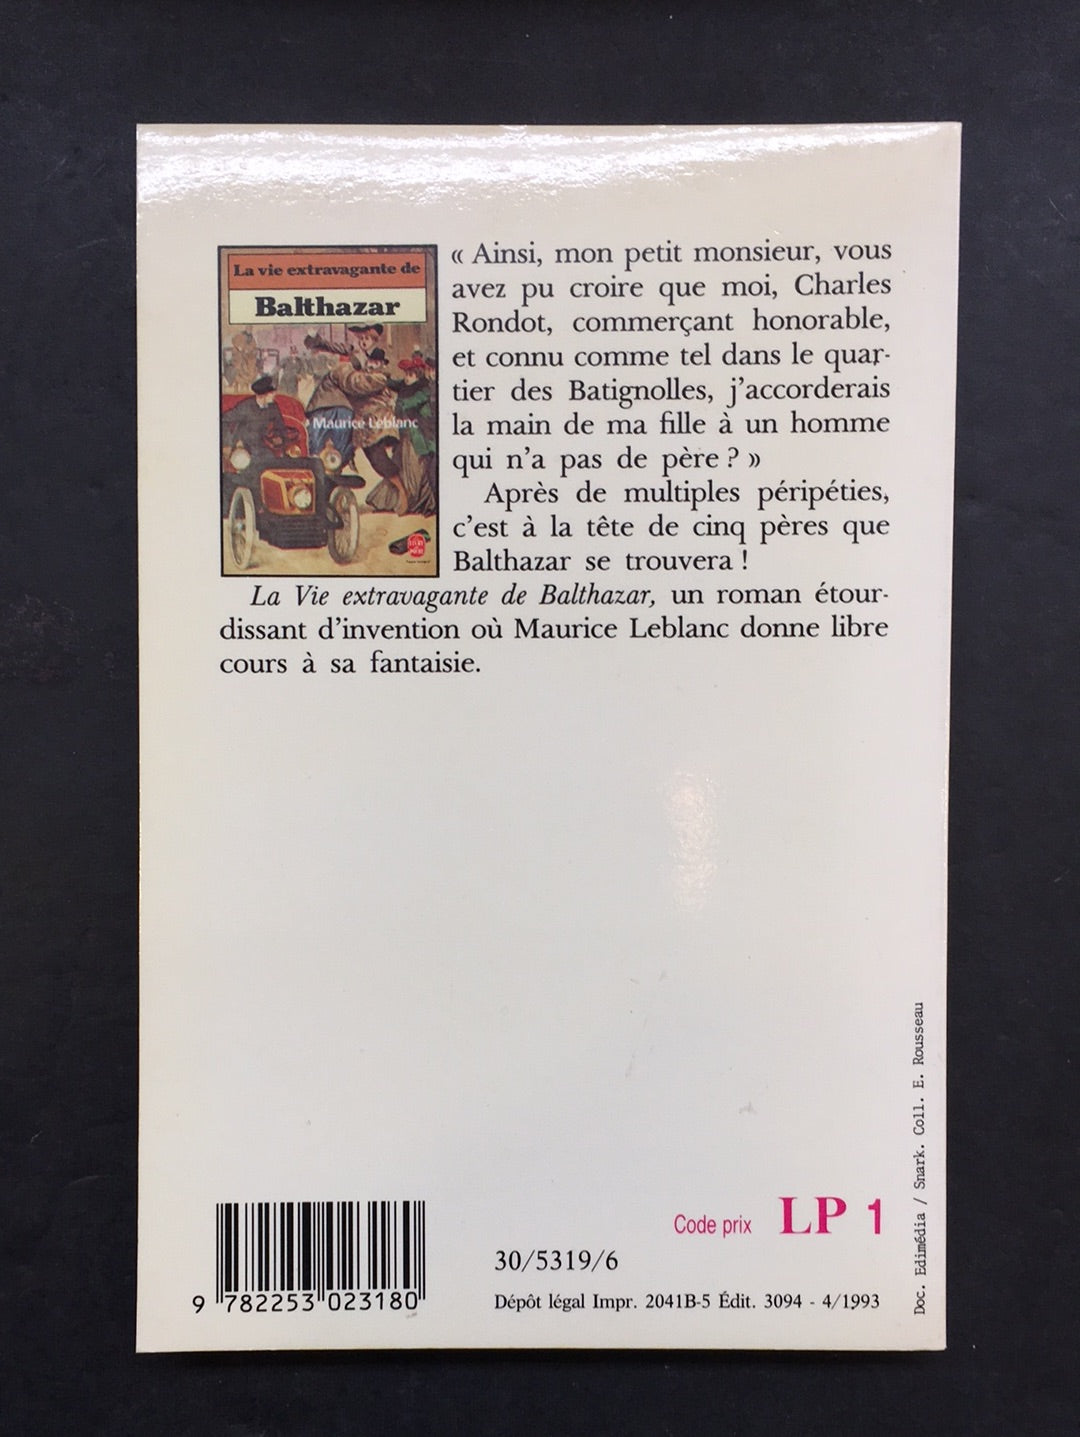 La vie extravagante de
Balthazar
Maurice Leblanc
« Ainsi, mon petit monsieur, vous
avez pu croire que moi, Charles
Rondot, commerçant honorable,
et connu comme tel dans le quar-
tier des Batignolles, j'accorderais
la main de ma fille à un homme
qui n'a pas de père ? »
Après de multiples péripéties,
c'est à la tête de cinq pères que
Balthazar se trouvera !
La Vie extravagante de Balthazar, un roman étour-
dissant d'invention où Maurice Leblanc donne libre
cours à sa fantaisie.
Doc. Edimédia / Snark. Coll. E. Rousseau
Code prix LP 1
30/5319/6
9 782253 023180
Dépôt légal Impr. 2041B-5 Édit. 3094 - 4/1993